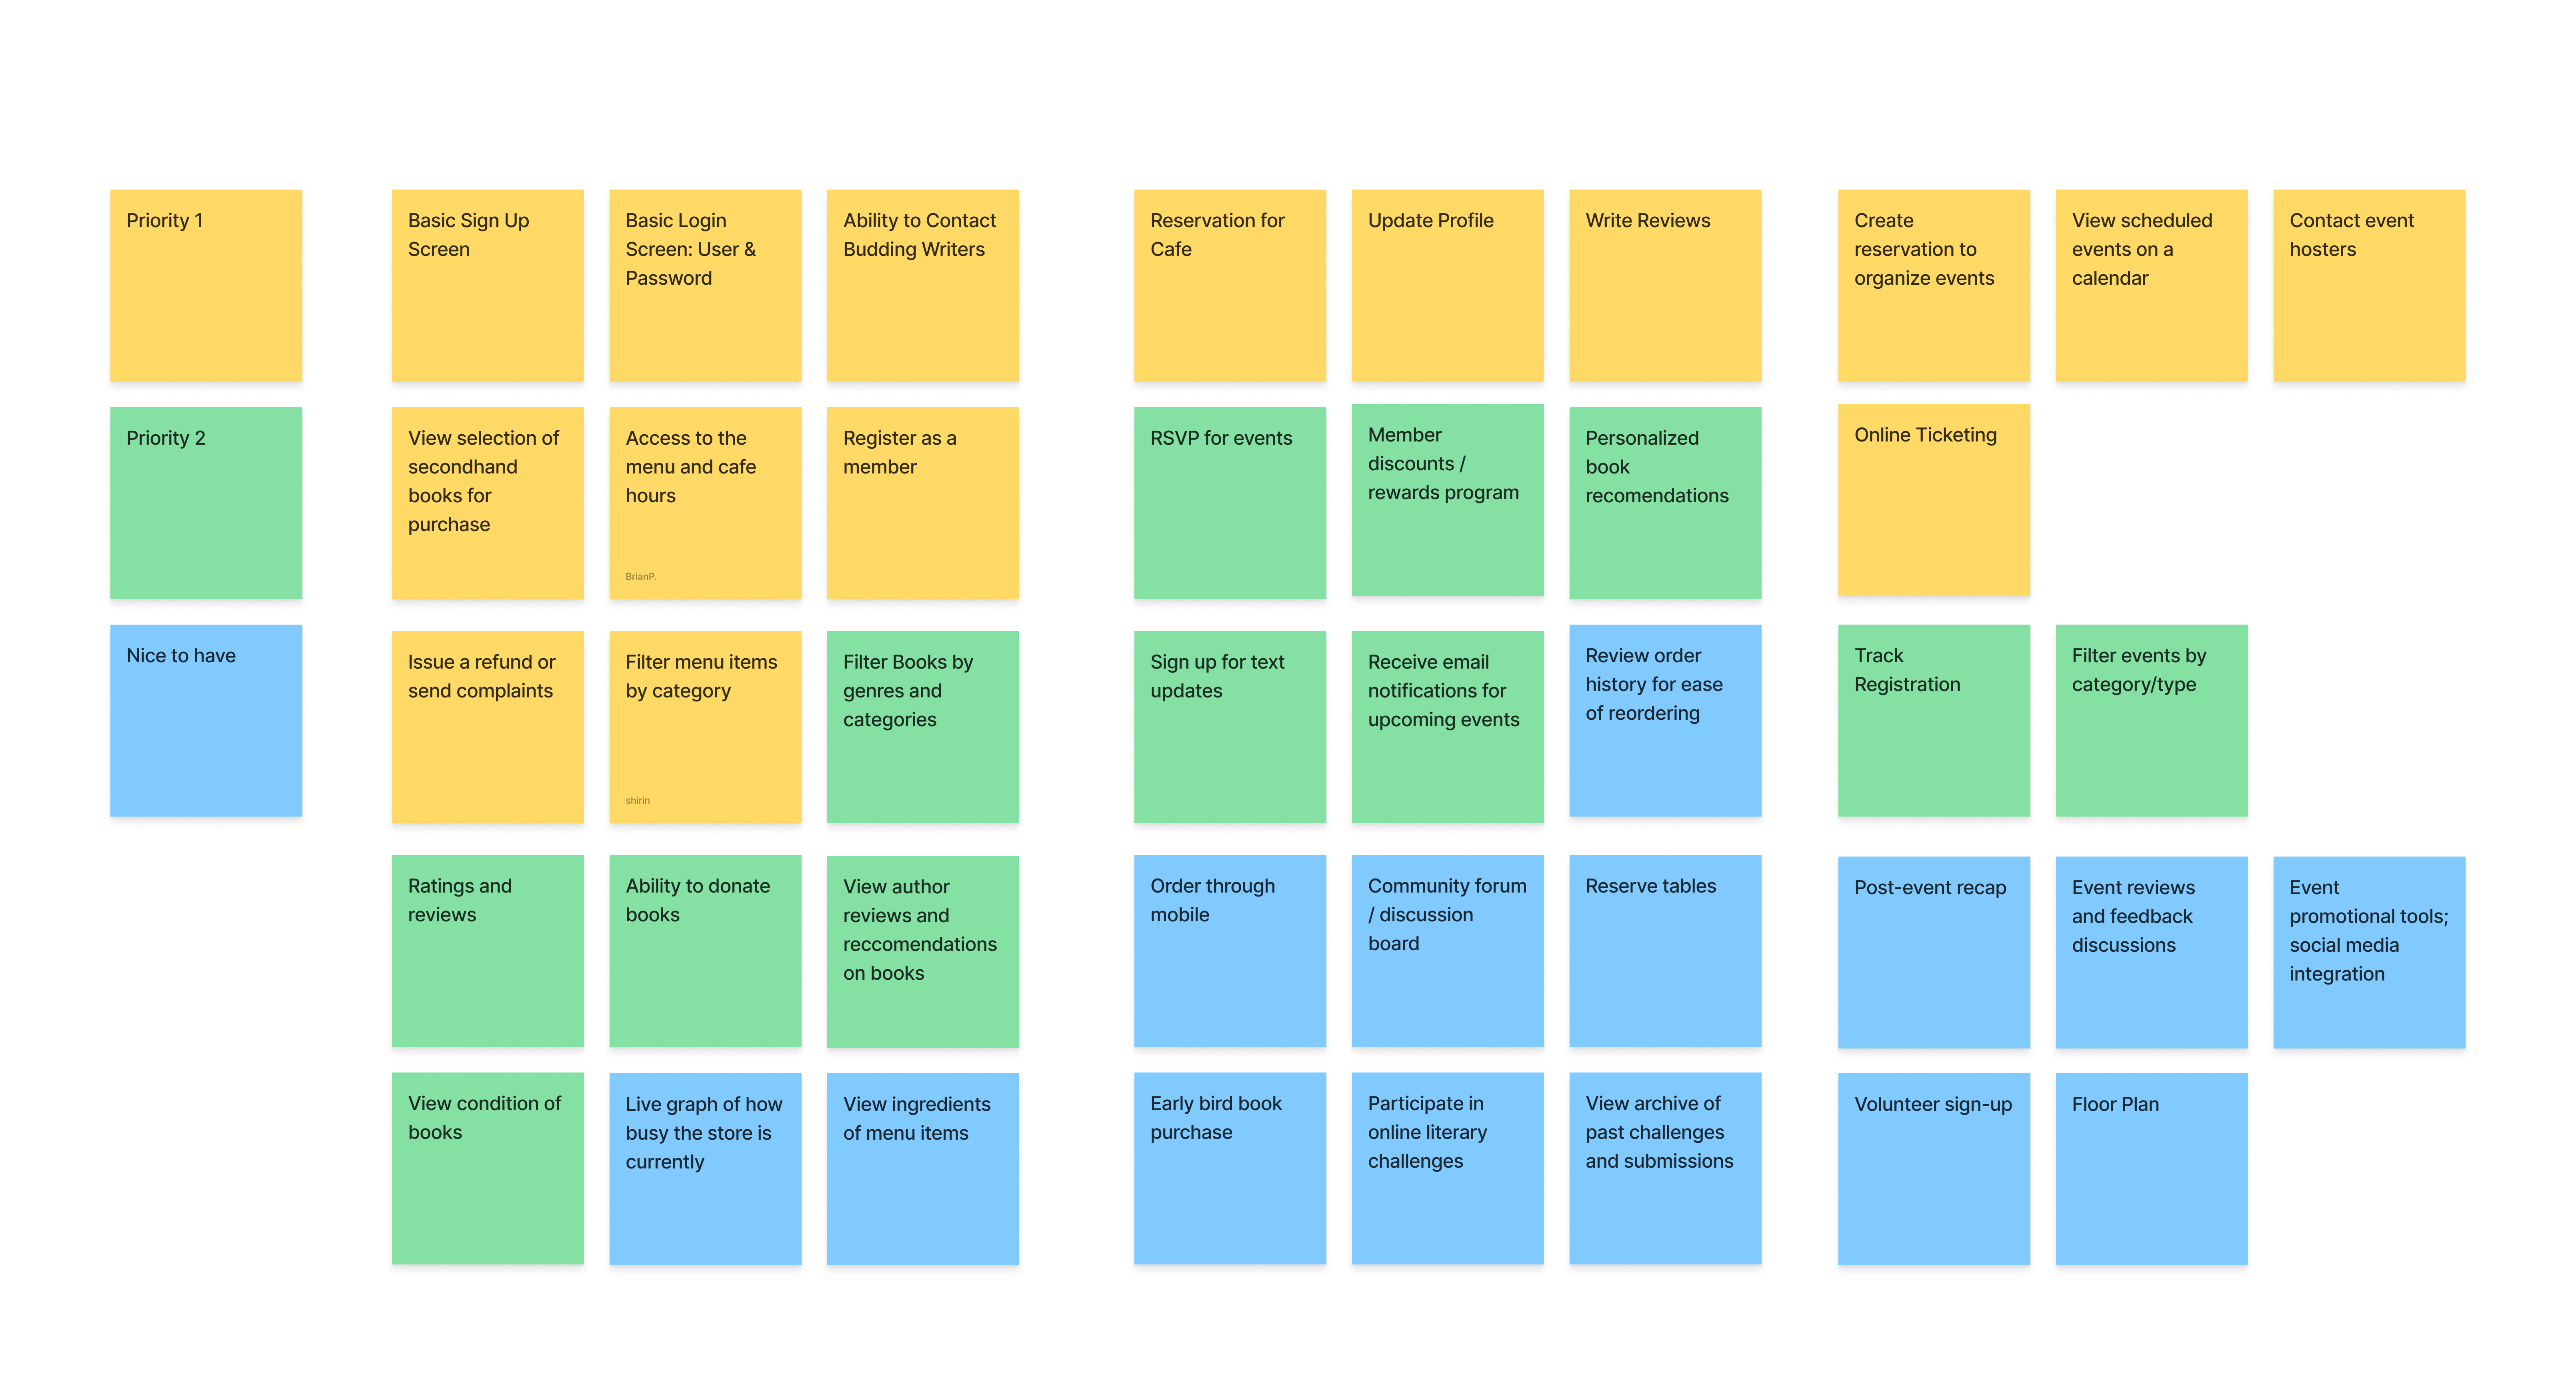 Priority 1
Priority 2
Nice to have
Basic Sign Up
Screen
Basic Login
Screen: User &
Password
Ability to Contact
Budding Writers
View selection of
secondhand
books for
purchase
Access to the
menu and cafe
hours
BrianP.
Register as a
member
Issue a refund or
send complaints
Filter menu items
by category
shirin
Filter Books by
genres and
categories
Ratings and
reviews
Ability to donate
books
View author
reviews and
reccomendations
on books
View condition of
books
Live graph of how
busy the store is
currently
View ingredients
of menu items
Reservation for
Cafe
Update Profile
Write Reviews
RSVP for events
Member
discounts /
rewards program
Personalized
book
recomendations
Sign up for text
updates
Receive email
notifications for
upcoming events
Review order
history for ease
of reordering
Order through
mobile
Community forum
/ discussion
board
Reserve tables
Early bird book
purchase
Participate in
online literary
challenges
View archive of
past challenges
and submissions
Create
reservation to
organize events
View scheduled
events on a
calendar
Contact event
hosters
Online Ticketing
Track
Registration
Filter events by
category/type
Post-event recap
Event reviews
and feedback
discussions
Event
promotional tools;
social media
integration
Volunteer sign-up
Floor Plan